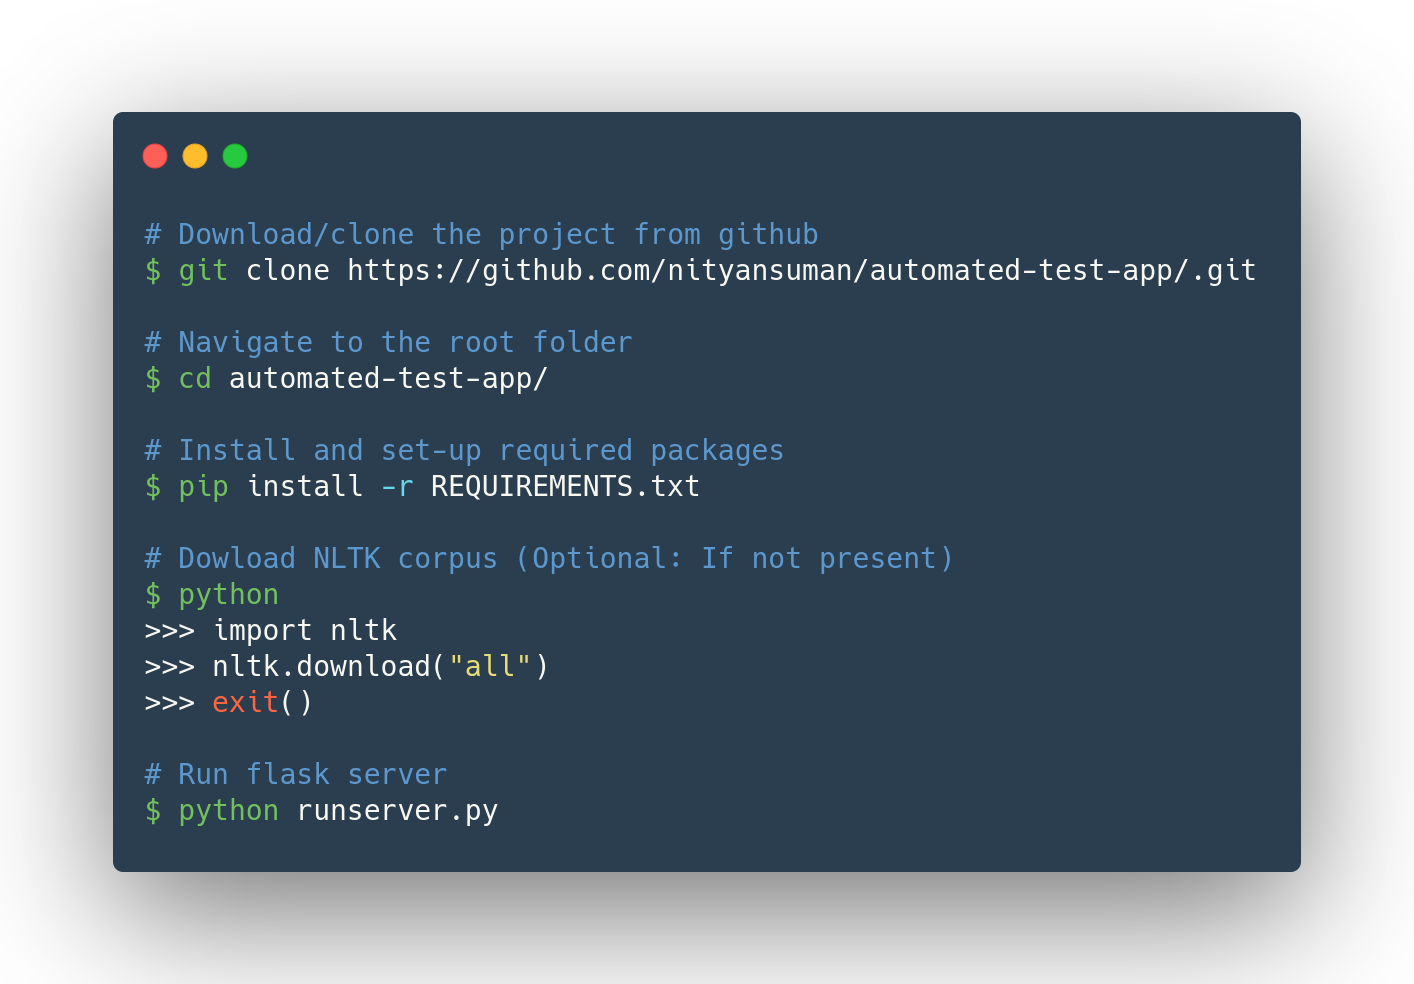 # Download/clone the project from github
$ git clone https://github.com/nityansuman/automated-test-app/.git
# Navigate to the root folder
$ cd automated-test-app/
# Install and set-up required packages
$ pip install -r REQUIREMENTS.txt
# Dowload NLTK corpus (Optional: If not present)
$ python
>>> import nltk
>>> nltk.download("all")
>>> exit()
# Run flask server
$ python runserver.py